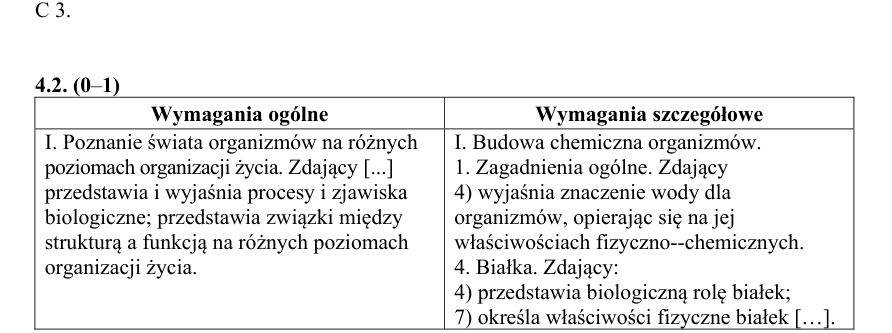 C 3.
4.2. (0–1)
Wymagania ogólne
Wymagania szczegółowe
I. Poznanie świata organizmów na różnych
poziomach organizacji życia. Zdający [...]
przedstawia i wyjaśnia procesy i zjawiska
biologiczne; przedstawia związki między
strukturą a funkcją na różnych poziomach
organizacji życia.
I. Budowa chemiczna organizmów.
1. Zagadnienia ogólne. Zdający
4) wyjaśnia znaczenie wody dla
organizmów, opierając się na jej
właściwościach fizyczno--chemicznych.
4. Białka. Zdający:
4) przedstawia biologiczną rolę białek;
7) określa właściwości fizyczne białek […].